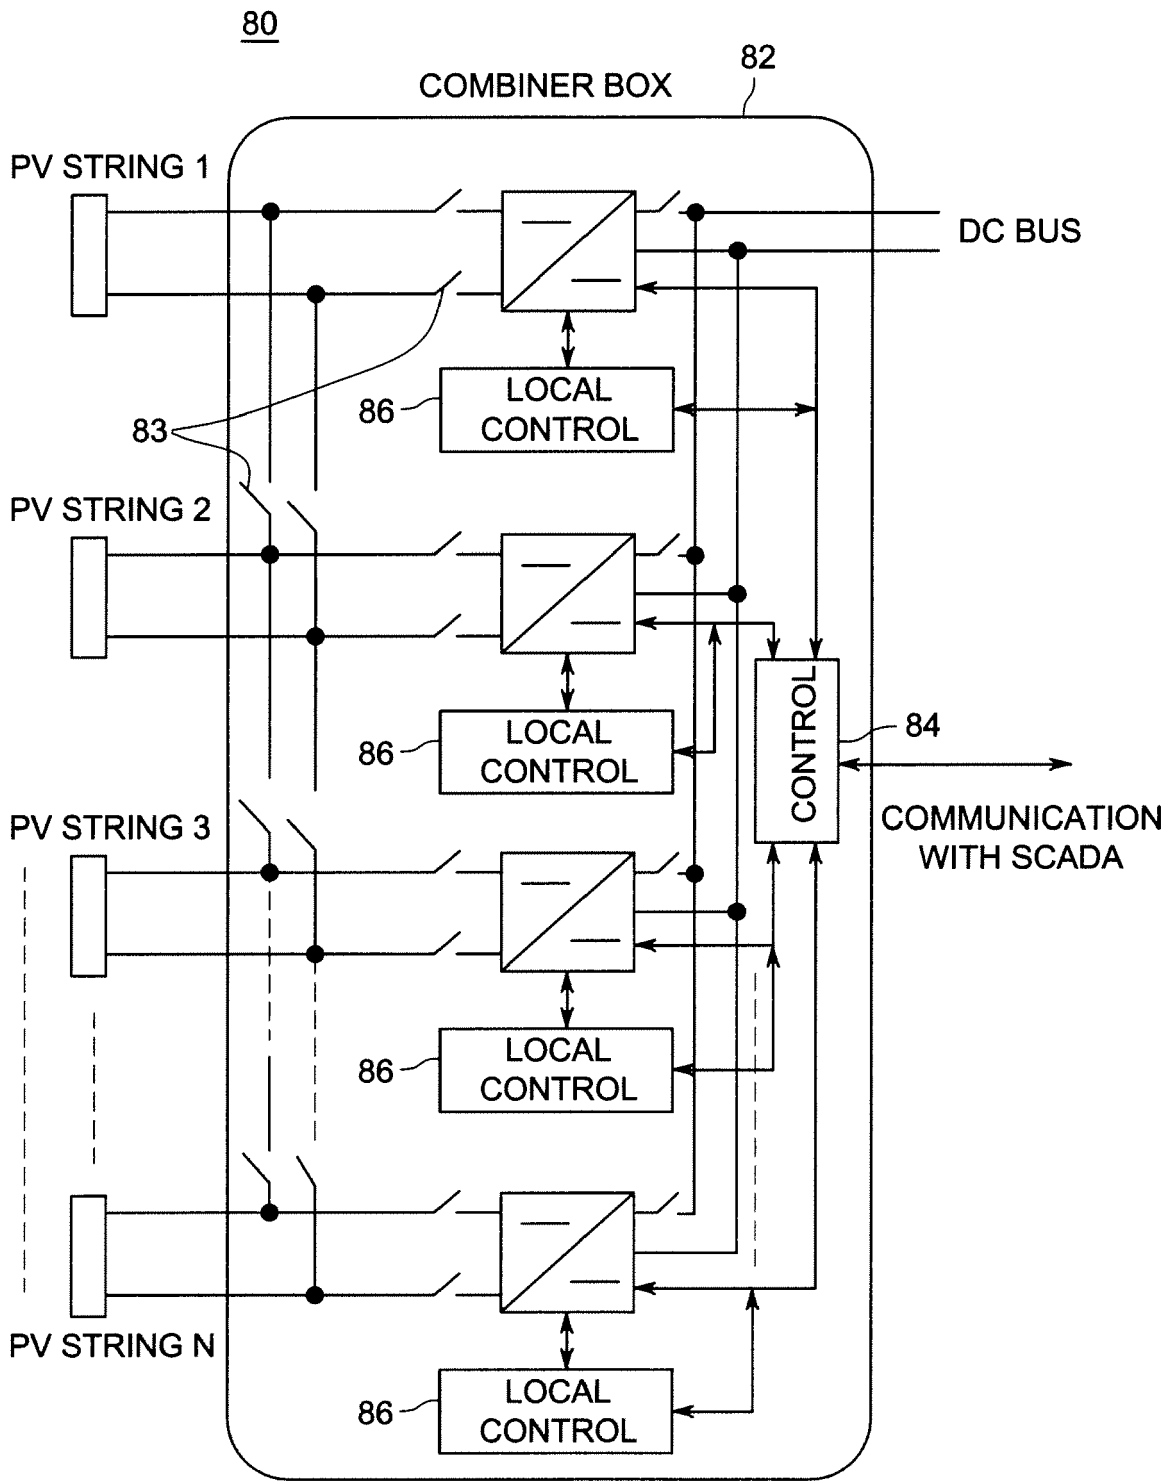 80
82
COMBINER BOX
PV STRING 1
DC BUS
LOCAL
CONTROL
86
83
PV STRING 2
LOCAL
CONTROL
86
CONTROL
84
COMMUNICATION
WITH SCADA
PV STRING 3
LOCAL
CONTROL
86
PV STRING N
LOCAL
CONTROL
86